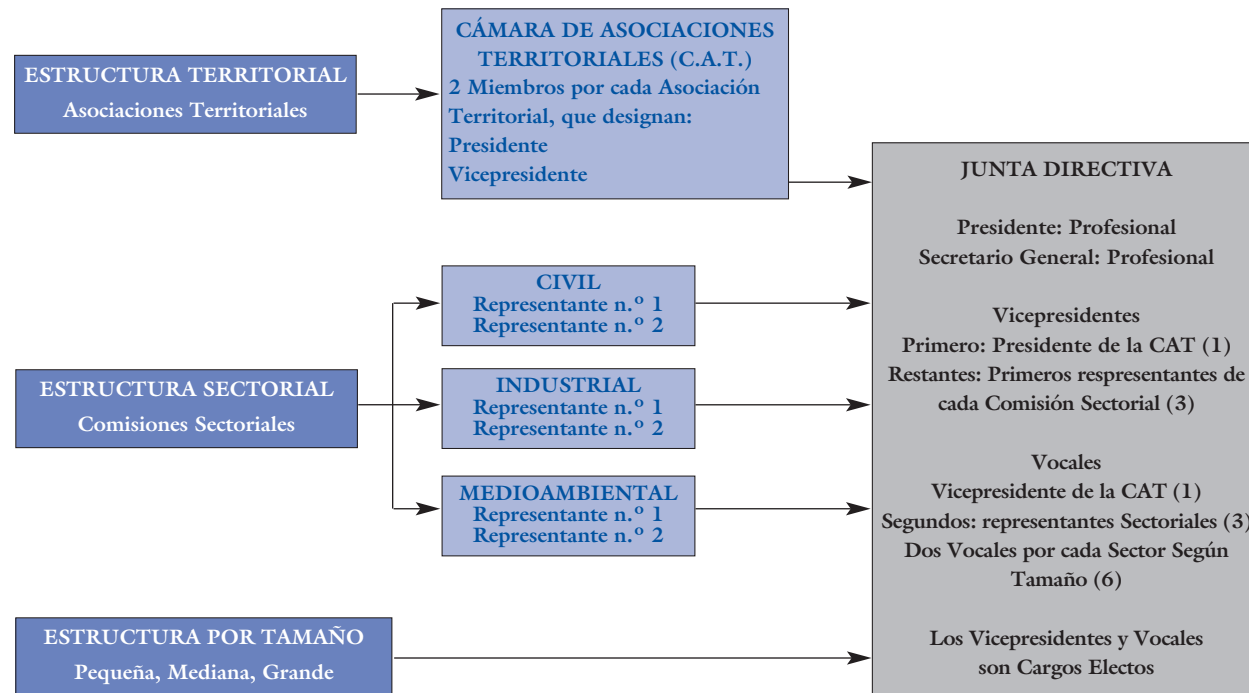 ESTRUCTURA TERRITORIAL
Asociaciones Territoriales
CÁMARA DE ASOCIACIONES
TERRITORIALES (C.A.T.)
2 Miembros por cada Asociación
Territorial, que designan:
Presidente
Vicepresidente
ESTRUCTURA SECTORIAL
Comisiones Sectoriales
CIVIL
Representante n.º 1
Representante n.º 2
INDUSTRIAL
Representante n.º 1
Representante n.º 2
MEDIOAMBIENTAL
Representante n.º 1
Representante n.º 2
ESTRUCTURA POR TAMAÑO
Pequeña, Mediana, Grande
JUNTA DIRECTIVA
Presidente: Profesional
Secretario General: Profesional
Vicepresidentes
Primero: Presidente de la CAT (1)
Restantes: Primeros respresentantes de
cada Comisión Sectorial (3)
Vocales
Vicepresidente de la CAT (1)
Segundos: representantes Sectoriales (3)
Dos Vocales por cada Sector Según
Tamaño (6)
Los Vicepresidentes y Vocales
son Cargos Electos